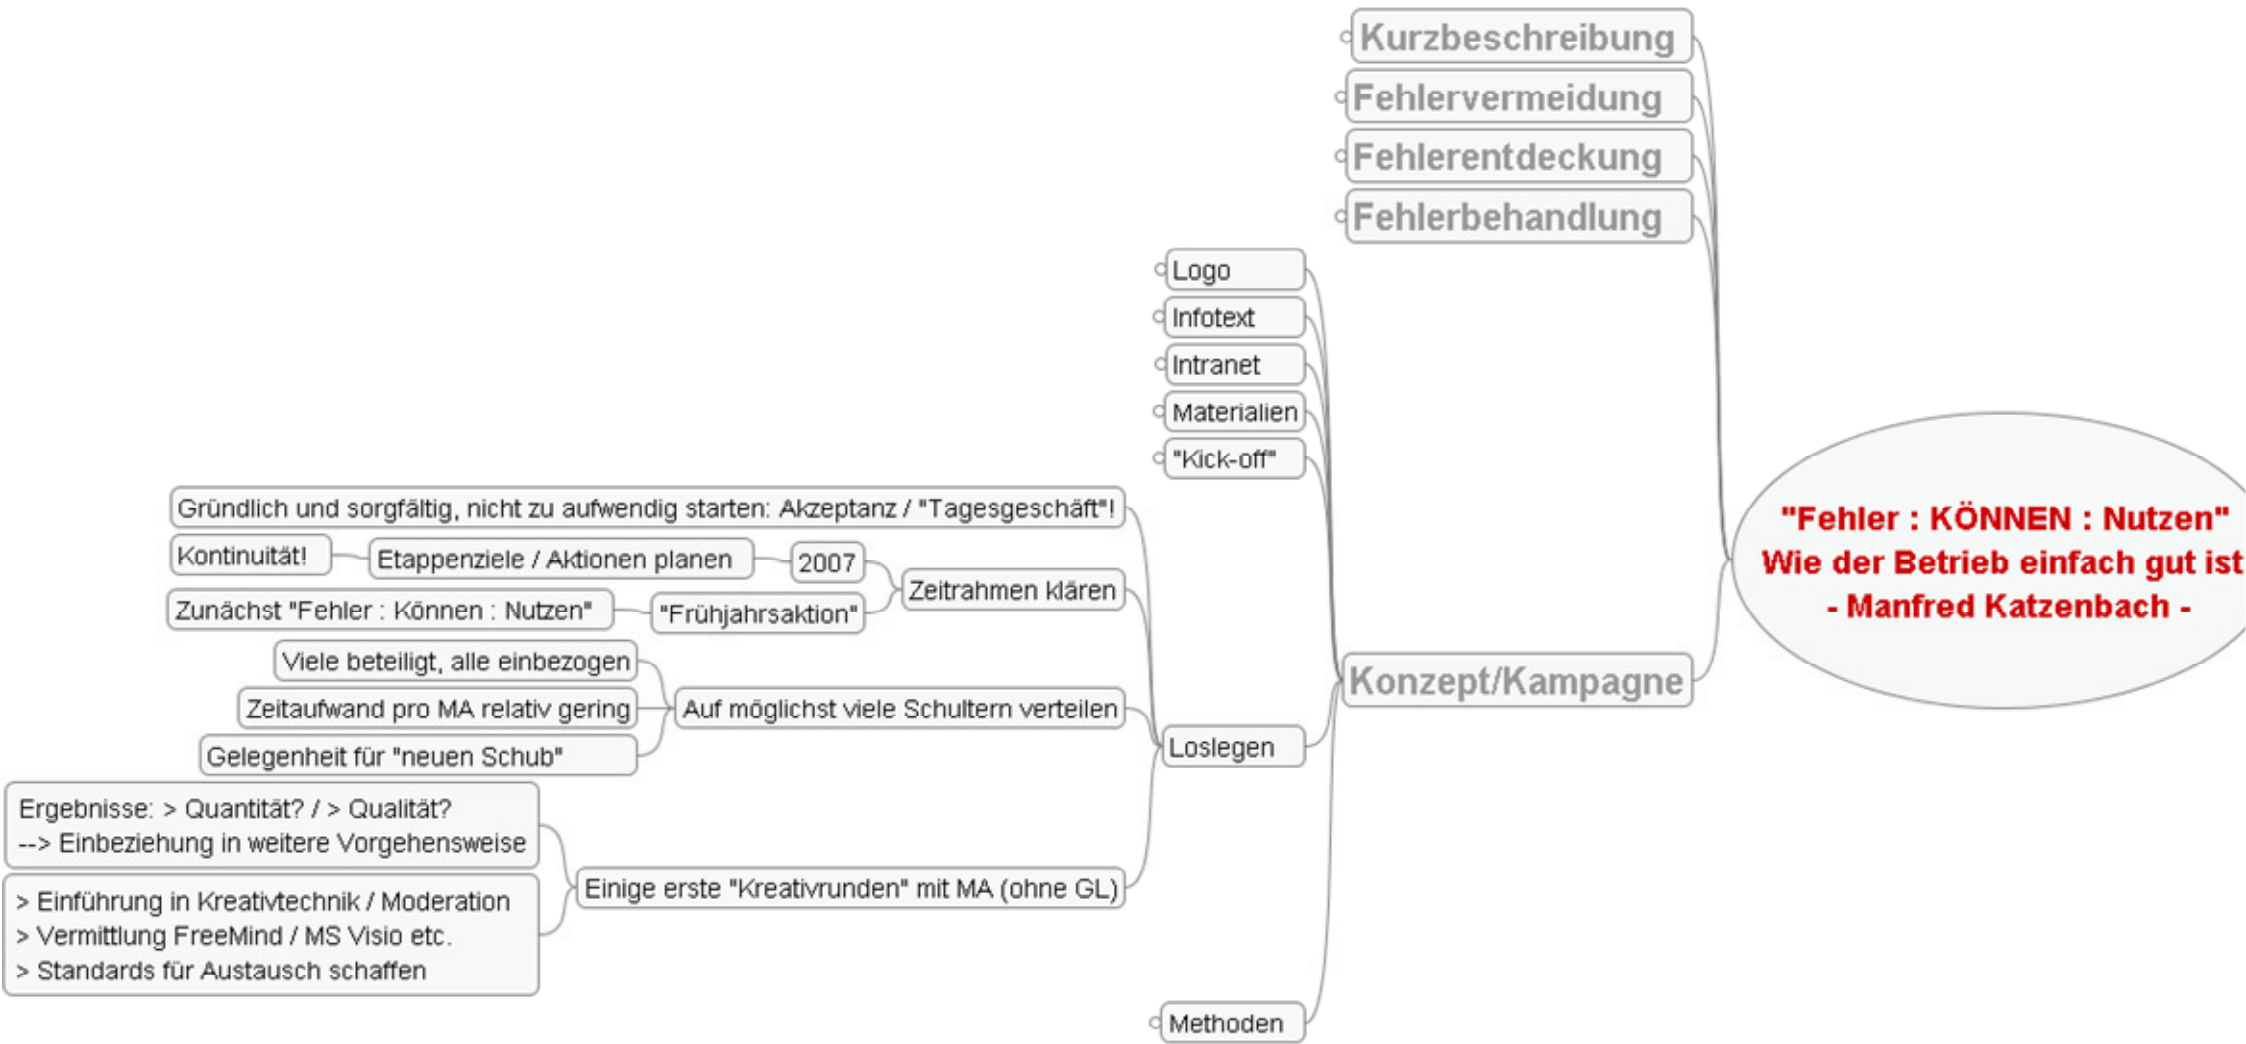 Kurzbeschreibung
Fehlervermeidung
Fehlerentdeckung
Fehlerbehandlung
Logo
Infotext
Intranet
Materialien
"Kick-off"
Gründlich und sorgfältig, nicht zu aufwendig starten: Akzeptanz / "Tagesgeschäft"!
Kontinuität!
Etappenziele / Aktionen planen
2007
Zeitrahmen klären
Zunächst "Fehler : Können : Nutzen"
"Frühjahrsaktion"
Viele beteiligt, alle einbezogen
Zeitaufwand pro MA relativ gering
Auf möglichst viele Schultern verteilen
Gelegenheit für "neuen Schub"
Loslegen
Ergebnisse: > Quantität? / > Qualität?
--> Einbeziehung in weitere Vorgehensweise
Einige erste "Kreativrunden" mit MA (ohne GL)
> Einführung in Kreativtechnik / Moderation
> Vermittlung FreeMind / MS Visio etc.
> Standards für Austausch schaffen
Methoden
Konzept/Kampagne
"Fehler : KÖNNEN : Nutzen"
Wie der Betrieb einfach gut ist
- Manfred Katzenbach -